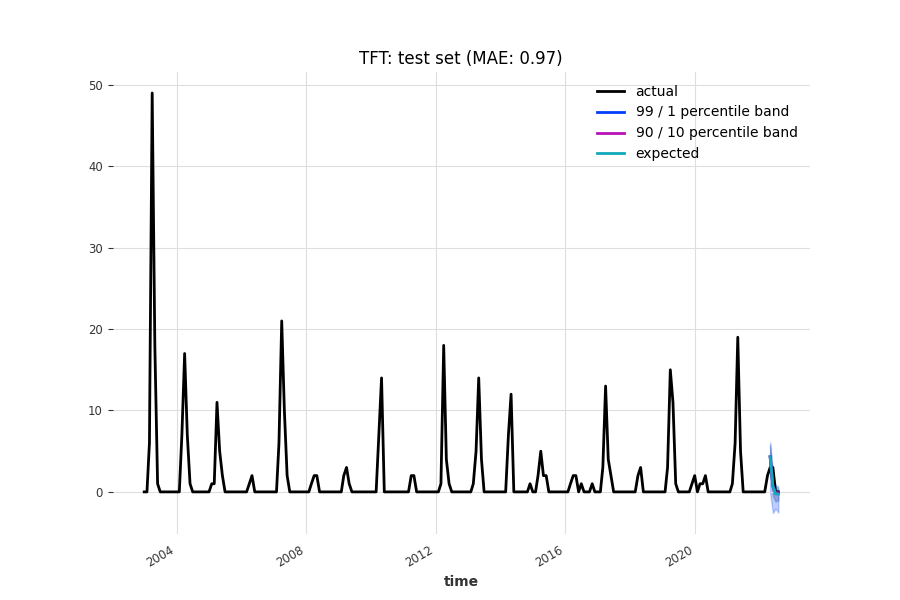 TFT: test set (MAE: 0.97)
actual
99 / 1 percentile band
90 / 10 percentile band
expected
50
40
30
20
10
0
2004
2008
2012
2016
2020
time